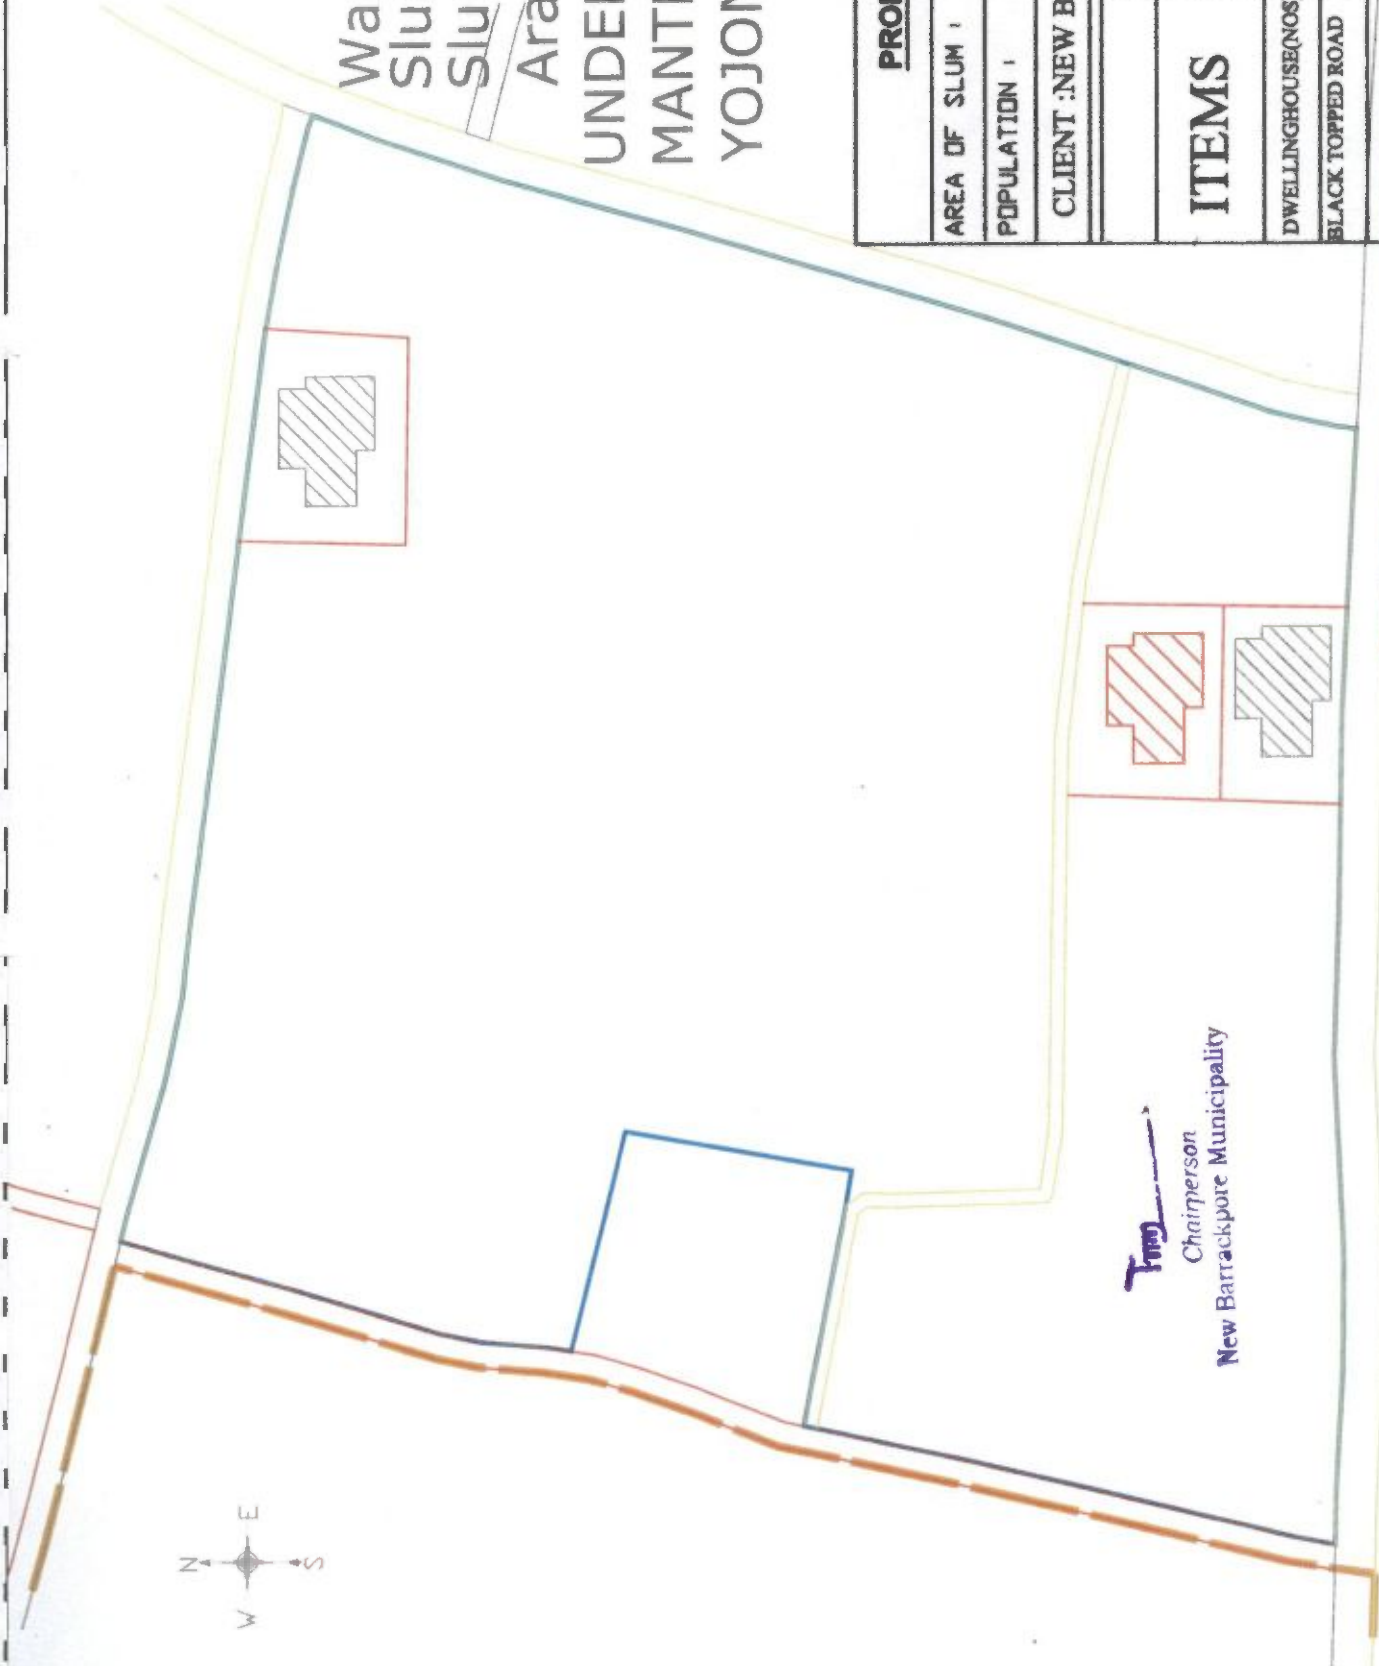 Wa
Slu
Slu
Ara
UNDE
MANT
YOJON
PRO
AREA OF SLUM :
POPULATION :
CLIENT :NEW B
ITEMS
DWELLINGHOUSE(NOS
BLACK TOPPED ROAD
N
W E
S
Chairperson
New Barrackpore Municipality